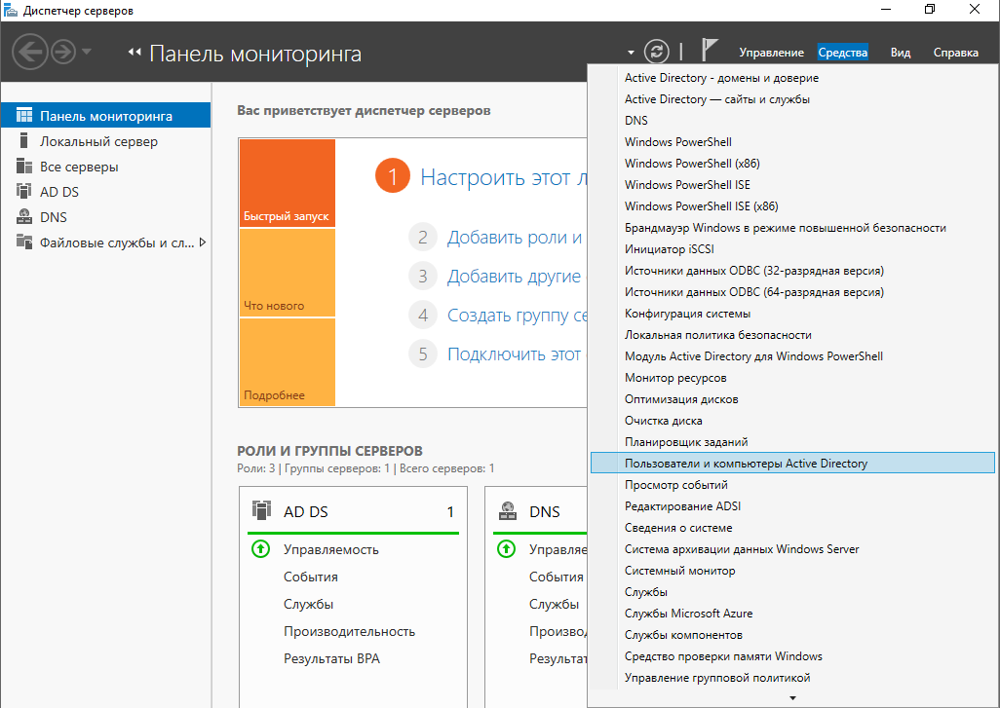 Диспетчер серверов
Панель мониторинга
Управление
Средства
Вид
Справка
Панель мониторинга
Локальный сервер
Все серверы
AD DS
DNS
Файловые службы и сл...
Вас приветствует диспетчер серверов
Быстрый запуск
Что нового
Подробнее
1 Настроить этот л
2 Добавить роли и
3 Добавить другие
4 Создать группу се
5 Подключить этот
РОЛИ И ГРУППЫ СЕРВЕРОВ
Роли: 3 | Группы серверов: 1 | Всего серверов: 1
AD DS 1
Управляемость
События
Службы
Производительность
Результаты BPA
DNS
Управляе
События
Службы
Произво
Результат
Active Directory - домены и доверие
Active Directory — сайты и службы
DNS
Windows PowerShell
Windows PowerShell (x86)
Windows PowerShell ISE
Windows PowerShell ISE (x86)
Брандмауэр Windows в режиме повышенной безопасности
Инициатор iSCSI
Источники данных ODBC (32-разрядная версия)
Источники данных ODBC (64-разрядная версия)
Конфигурация системы
Локальная политика безопасности
Модуль Active Directory для Windows PowerShell
Монитор ресурсов
Оптимизация дисков
Очистка диска
Планировщик заданий
Пользователи и компьютеры Active Directory
Просмотр событий
Редактирование ADSI
Сведения о системе
Система архивации данных Windows Server
Системный монитор
Службы
Службы Microsoft Azure
Службы компонентов
Средство проверки памяти Windows
Управление групповой политикой